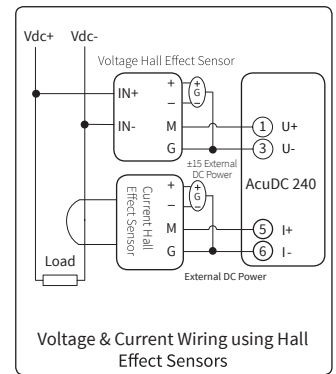 Vdc+ Vdc-
Voltage Hall Effect Sensor
IN+ + G
−
IN- M 1 U+
G 3 U-
±15 External
DC Power
AcuDC 240
Current Hall
Effect Sensor
+ G
−
M 5 I+
Load
G 6 I-
External DC Power
Voltage & Current Wiring using Hall
Effect Sensors